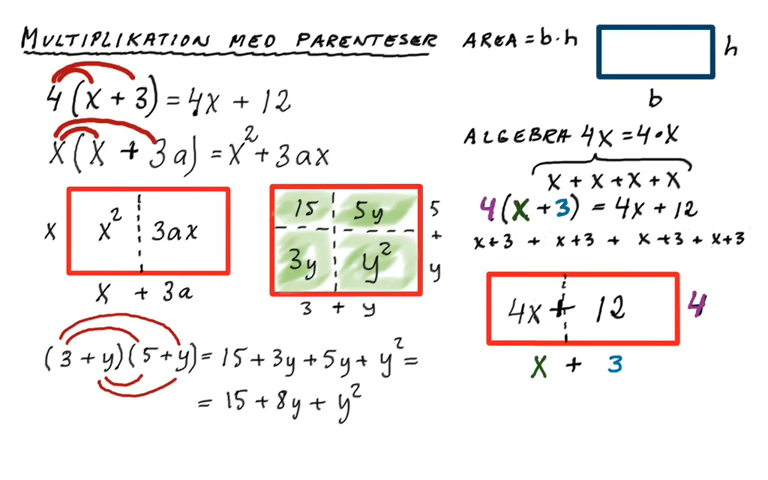 MULTIPLIKATION MED PARENTESER
4(x + 3) = 4x + 12
x(x + 3a) = x² + 3ax
x² 3ax
x
x + 3a
15 5y
3y y²
5
+
y
3 + y
(3 + y)(5 + y) = 15 + 3y + 5y + y² =
= 15 + 8y + y²
AREA = b·h
h
b
ALGEBRA 4x = 4·x
x + x + x + x
4(x + 3) = 4x + 12
x+3 + x+3 + x+3 + x+3
4x + 12
4
x + 3